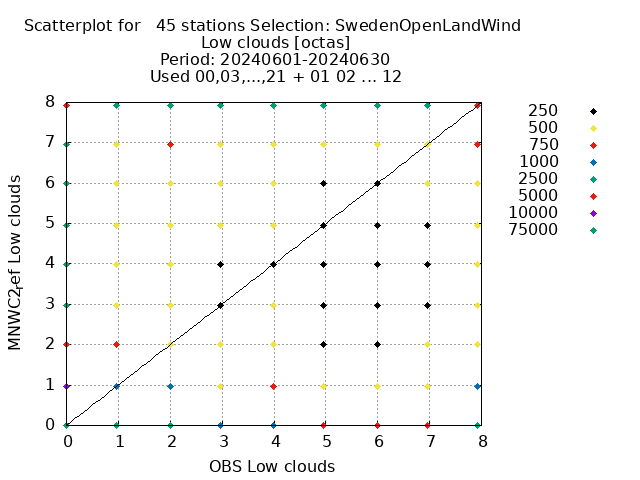 Scatterplot for 45 stations Selection: SwedenOpenLandWind
Low clouds [octas]
Period: 20240601-20240630
Used 00,03,...,21 + 01 02 ... 12
8
7
6
5
4
3
2
1
0
0 1 2 3 4 5 6 7 8
MNWC2ref Low clouds
OBS Low clouds
250
500
750
1000
2500
5000
10000
75000